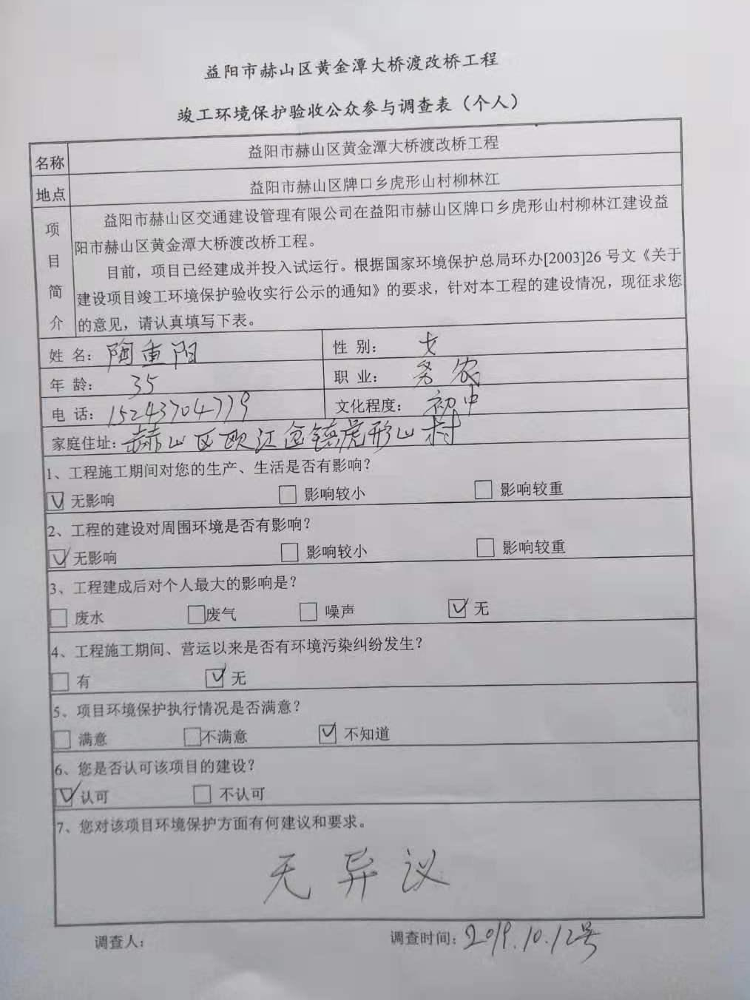 益阳市赫山区黄金潭大桥渡改桥工程
竣工环境保护验收公众参与调查表（个人）
名称 益阳市赫山区黄金潭大桥渡改桥工程
地点 益阳市赫山区牌口乡虎形山村柳林江
项目简介
益阳市赫山区交通建设管理有限公司在益阳市赫山区牌口乡虎形山村柳林江建设益
阳市赫山区黄金潭大桥渡改桥工程。
目前，项目已经建成并投入试运行。根据国家环境保护总局环办[2003]26 号文《关于
建设项目竣工环境保护验收实行公示的通知》的要求，针对本工程的建设情况，现征求您
的意见，请认真填写下表。
姓 名：陶重阳 性 别：女
年 龄：35 职 业：务农
电 话：15243704779 文化程度：初中
家庭住址：赫山区欧江岔镇虎形山村
1、工程施工期间对您的生产、生活是否有影响？
☑无影响 □影响较小 □影响较重
2、工程的建设对周围环境是否有影响？
☑无影响 □影响较小 □影响较重
3、工程建成后对个人最大的影响是？
□废水 □废气 □噪声 ☑无
4、工程施工期间、营运以来是否有环境污染纠纷发生？
□有 ☑无
5、项目环境保护执行情况是否满意？
□满意 □不满意 ☑不知道
6、您是否认可该项目的建设？
☑认可 □不认可
7、您对该项目环境保护方面有何建议和要求。
无异议
调查人： 调查时间：2019.10.12号